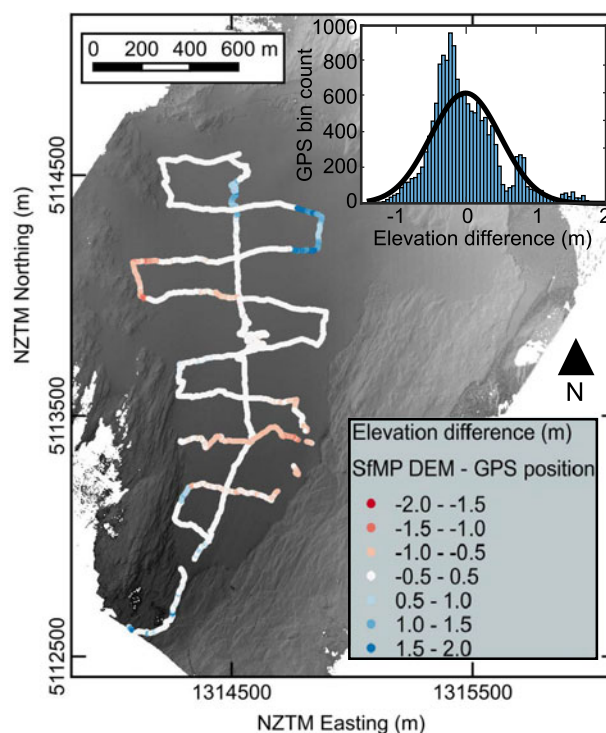 0 200 400 600 m
GPS bin count
1000
800
600
400
200
0
-1 0 1 2
Elevation difference (m)
NZTM Northing (m)
5114500
5113500
5112500
N
Elevation difference (m)
SfMP DEM - GPS position
-2.0 - -1.5
-1.5 - -1.0
-1.0 - -0.5
-0.5 - 0.5
0.5 - 1.0
1.0 - 1.5
1.5 - 2.0
1314500 1315500
NZTM Easting (m)